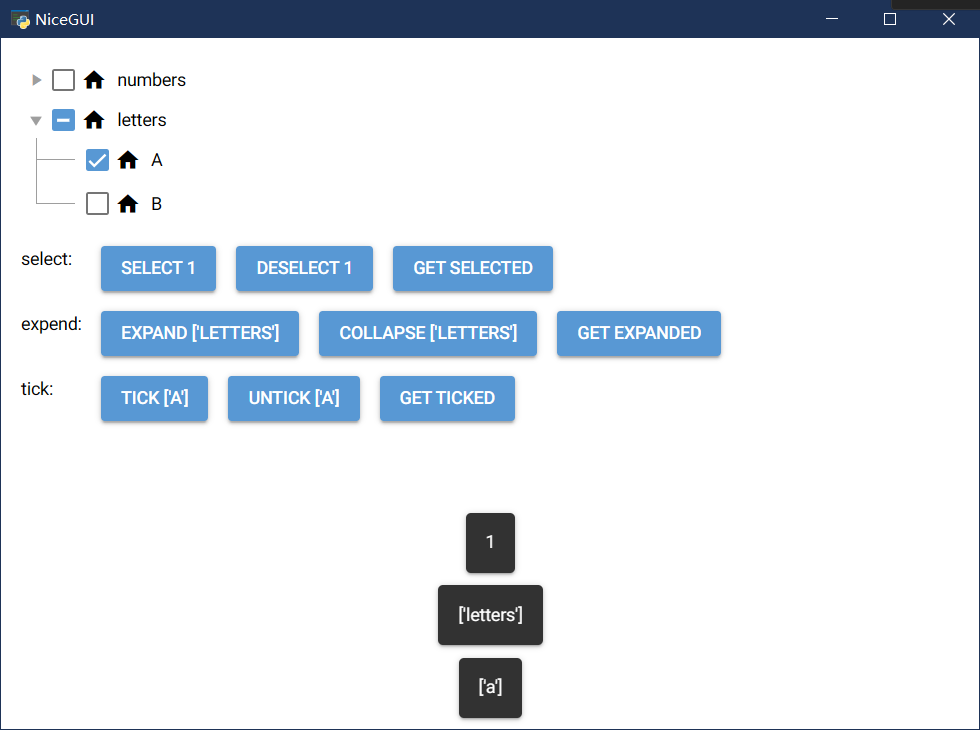 NiceGUI
numbers
letters
A
B
select: SELECT 1 DESELECT 1 GET SELECTED
expend: EXPAND ['LETTERS'] COLLAPSE ['LETTERS'] GET EXPANDED
tick: TICK ['A'] UNTICK ['A'] GET TICKED
1
['letters']
['a']